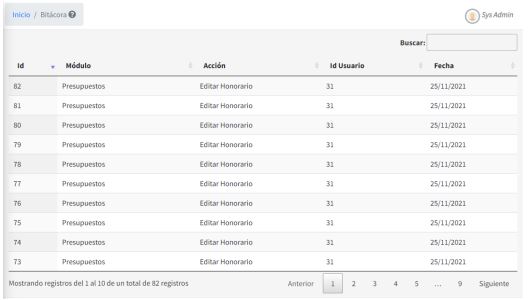 Inicio / Bitácora
Sys Admin
Buscar:
Id Módulo Acción Id Usuario Fecha
82 Presupuestos Editar Honorario 31 25/11/2021
81 Presupuestos Editar Honorario 31 25/11/2021
80 Presupuestos Editar Honorario 31 25/11/2021
79 Presupuestos Editar Honorario 31 25/11/2021
78 Presupuestos Editar Honorario 31 25/11/2021
77 Presupuestos Editar Honorario 31 25/11/2021
76 Presupuestos Editar Honorario 31 25/11/2021
75 Presupuestos Editar Honorario 31 25/11/2021
74 Presupuestos Editar Honorario 31 25/11/2021
73 Presupuestos Editar Honorario 31 25/11/2021
Mostrando registros del 1 al 10 de un total de 82 registros Anterior 1 2 3 4 5 ... 9 Siguiente